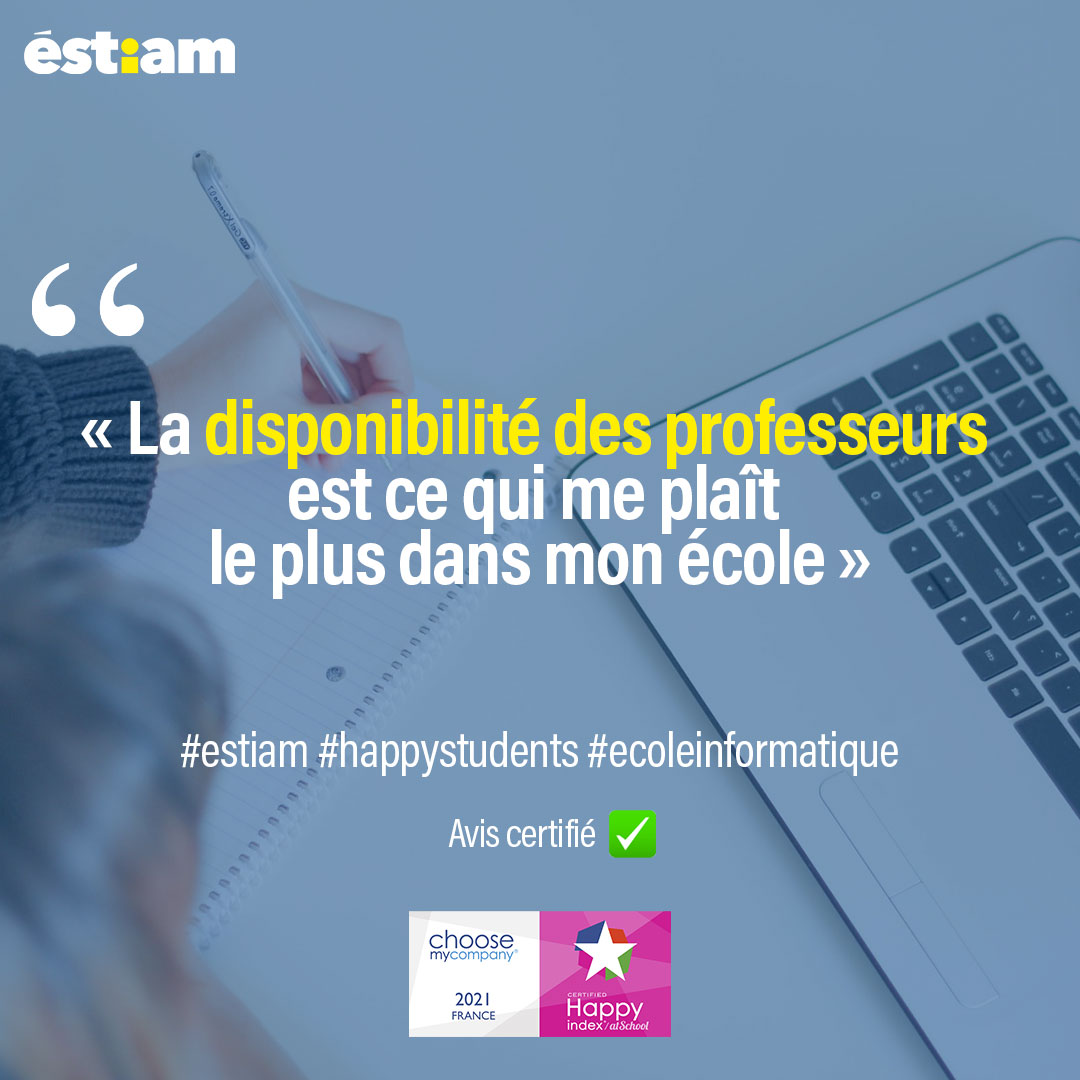 éstiam
“
« La disponibilité des professeurs
est ce qui me plaît
le plus dans mon école »
#estiam #happystudents #ecoleinformatique
Avis certifié ✅
choose
mycompany®
2021
FRANCE
CERTIFIED
Happy
index®/atSchool